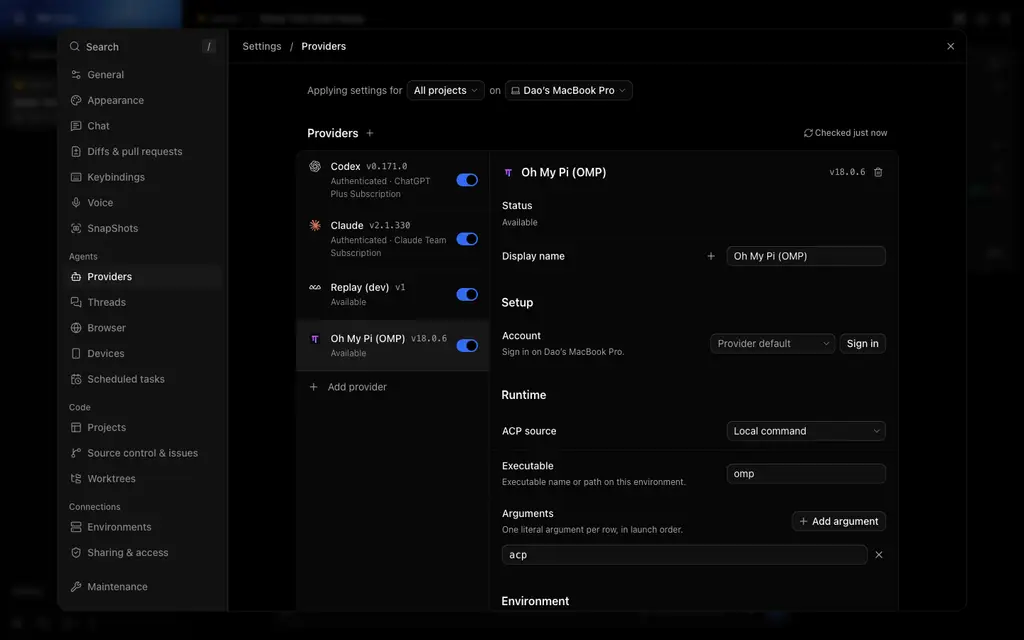 Search /
General
Appearance
Chat
Diffs & pull requests
Keybindings
Voice
SnapShots
Agents
Providers
Threads
Browser
Devices
Scheduled tasks
Code
Projects
Source control & issues
Worktrees
Connections
Environments
Sharing & access
Maintenance
Settings / Providers
Applying settings for All projects on Dao's MacBook Pro
Providers +
Checked just now
Codex v0.171.0
Authenticated · ChatGPT
Plus Subscription
Claude v2.1.330
Authenticated · Claude Team
Subscription
Replay (dev) v1
Available
Oh My Pi (OMP) v18.0.6
Available
+ Add provider
Oh My Pi (OMP) v18.0.6
Status
Available
Display name + Oh My Pi (OMP)
Setup
Account
Sign in on Dao's MacBook Pro.
Provider default Sign in
Runtime
ACP source Local command
Executable
Executable name or path on this environment.
omp
Arguments
One literal argument per row, in launch order.
+ Add argument
acp
Environment